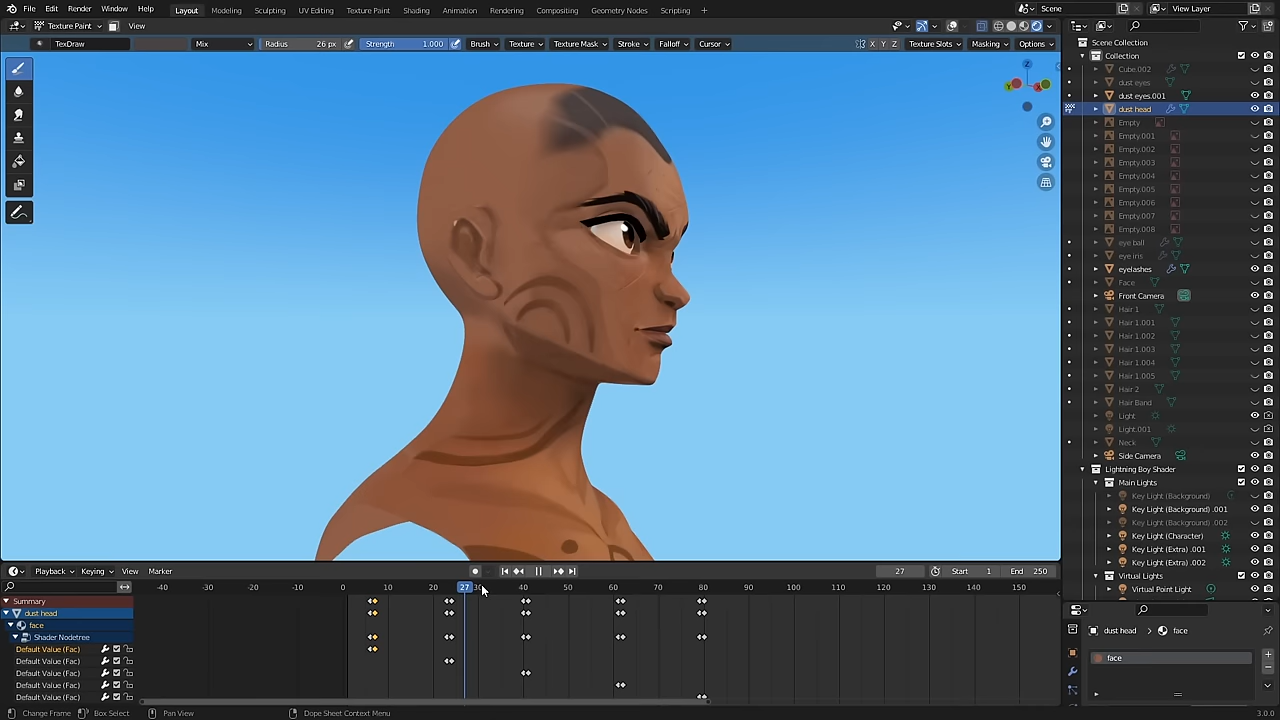 File Edit Render Window Help Layout Modeling Sculpting UV Editing Texture Paint Shading Animation Rendering Compositing Geometry Nodes Scripting Scene View Layer
Texture Paint View
TexDraw Mix Radius 26 px Strength 1.000 Brush Texture Texture Mask Stroke Falloff Cursor X Y Z Texture Slots Masking Options
Scene Collection
Collection
Cube.002
dust eyes
dust eyes.001
dust head
Empty
Empty.001
Empty.002
Empty.003
Empty.004
Empty.005
Empty.006
Empty.007
Empty.008
eye ball
eye iris
eyelashes
Face
Front Camera
Hair 1
Hair 1.001
Hair 1.002
Hair 1.003
Hair 1.004
Hair 1.005
Hair 2
Hair Band
Light
Light.001
Neck
Side Camera
Lightning Boy Shader
Main Lights
Key Light (Background)
Key Light (Background) .001
Key Light (Background) .002
Key Light (Character)
Key Light (Extra) .001
Key Light (Extra) .002
Virtual Lights
Virtual Point Light
Z
Playback Keying View Marker 27 Start 1 End 250
-40 -30 -20 -10 0 10 20 27 30 40 50 60 70 80 90 100 110 120 130 140 150
Summary
dust head
face
Shader Nodetree
Default Value (Fac)
Default Value (Fac)
Default Value (Fac)
Default Value (Fac)
Default Value (Fac)
dust head face
face
Change Frame Box Select Pan View Dope Sheet Context Menu 3.0.0